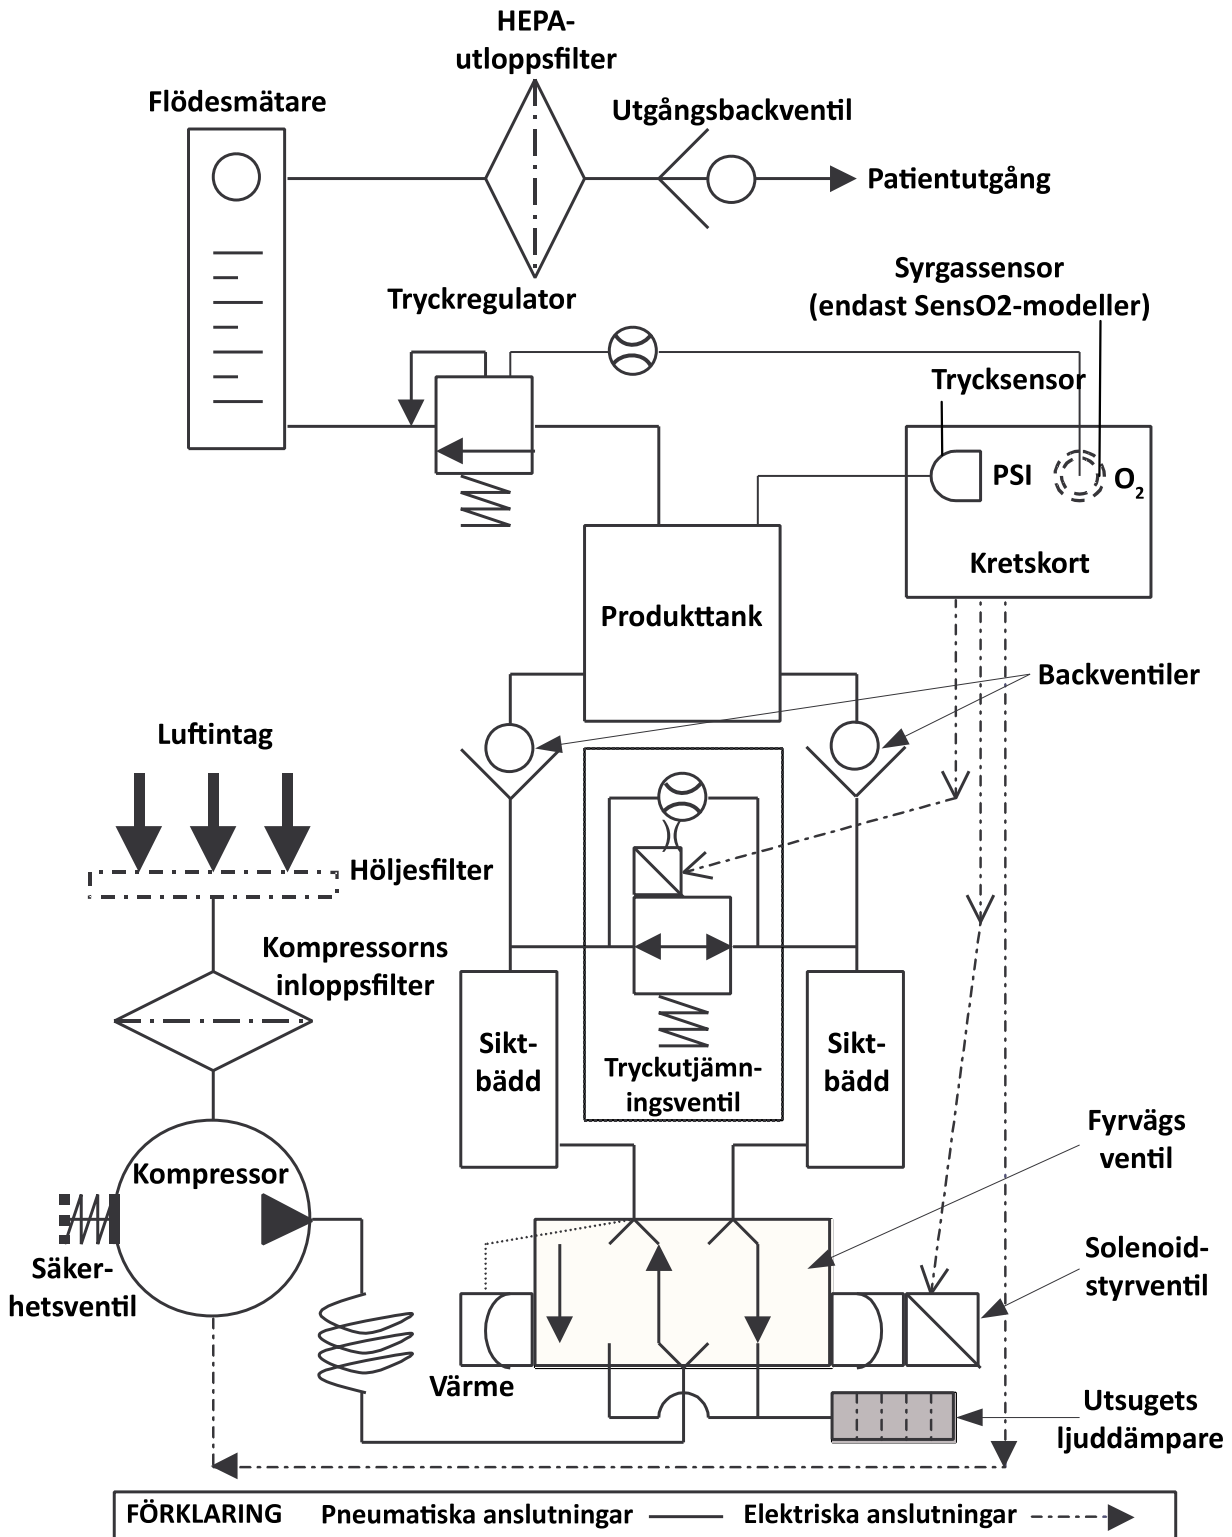 HEPA-
utloppsfilter
Flödesmätare
Utgångsbackventil
Patientutgång
Syrgassensor
(endast SensO2-modeller)
Tryckregulator
Trycksensor
PSI
O₂
Kretskort
Produkttank
Backventiler
Luftintag
Höljesfilter
Kompressorns
inloppsfilter
Sikt-
bädd
Tryckutjämn-
ingsventil
Sikt-
bädd
Fyrvägs
ventil
Kompressor
Säker-
hetsventil
Solenoid-
styrventil
Värme
Utsugets
ljuddämpare
FÖRKLARING Pneumatiska anslutningar Elektriska anslutningar